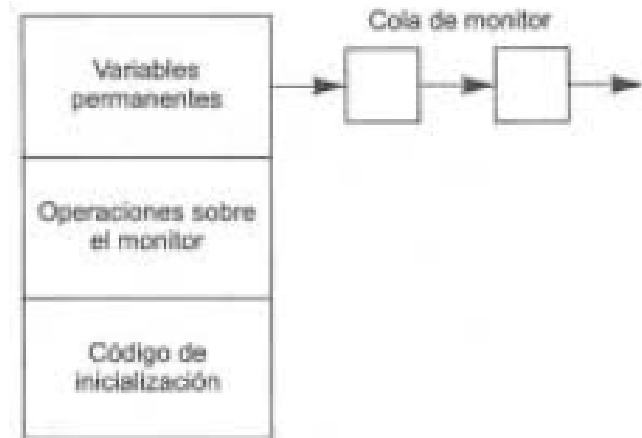 Cola de monitor
Variables
permanentes
Operaciones sobre
el monitor
Código de
inicialización